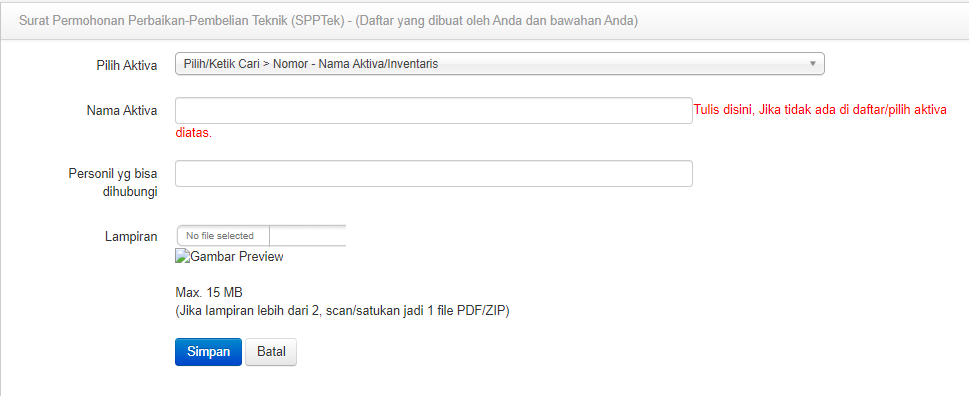 Surat Permohonan Perbaikan-Pembelian Teknik (SPPTek) - (Daftar yang dibuat oleh Anda dan bawahan Anda)
Pilih Aktiva
Pilih/Ketik Cari > Nomor - Nama Aktiva/Inventaris
Nama Aktiva
Tulis disini, Jika tidak ada di daftar/pilih aktiva
diatas.
Personil yg bisa
dihubungi
Lampiran
No file selected
Gambar Preview
Max. 15 MB
(Jika lampiran lebih dari 2, scan/satukan jadi 1 file PDF/ZIP)
Simpan
Batal